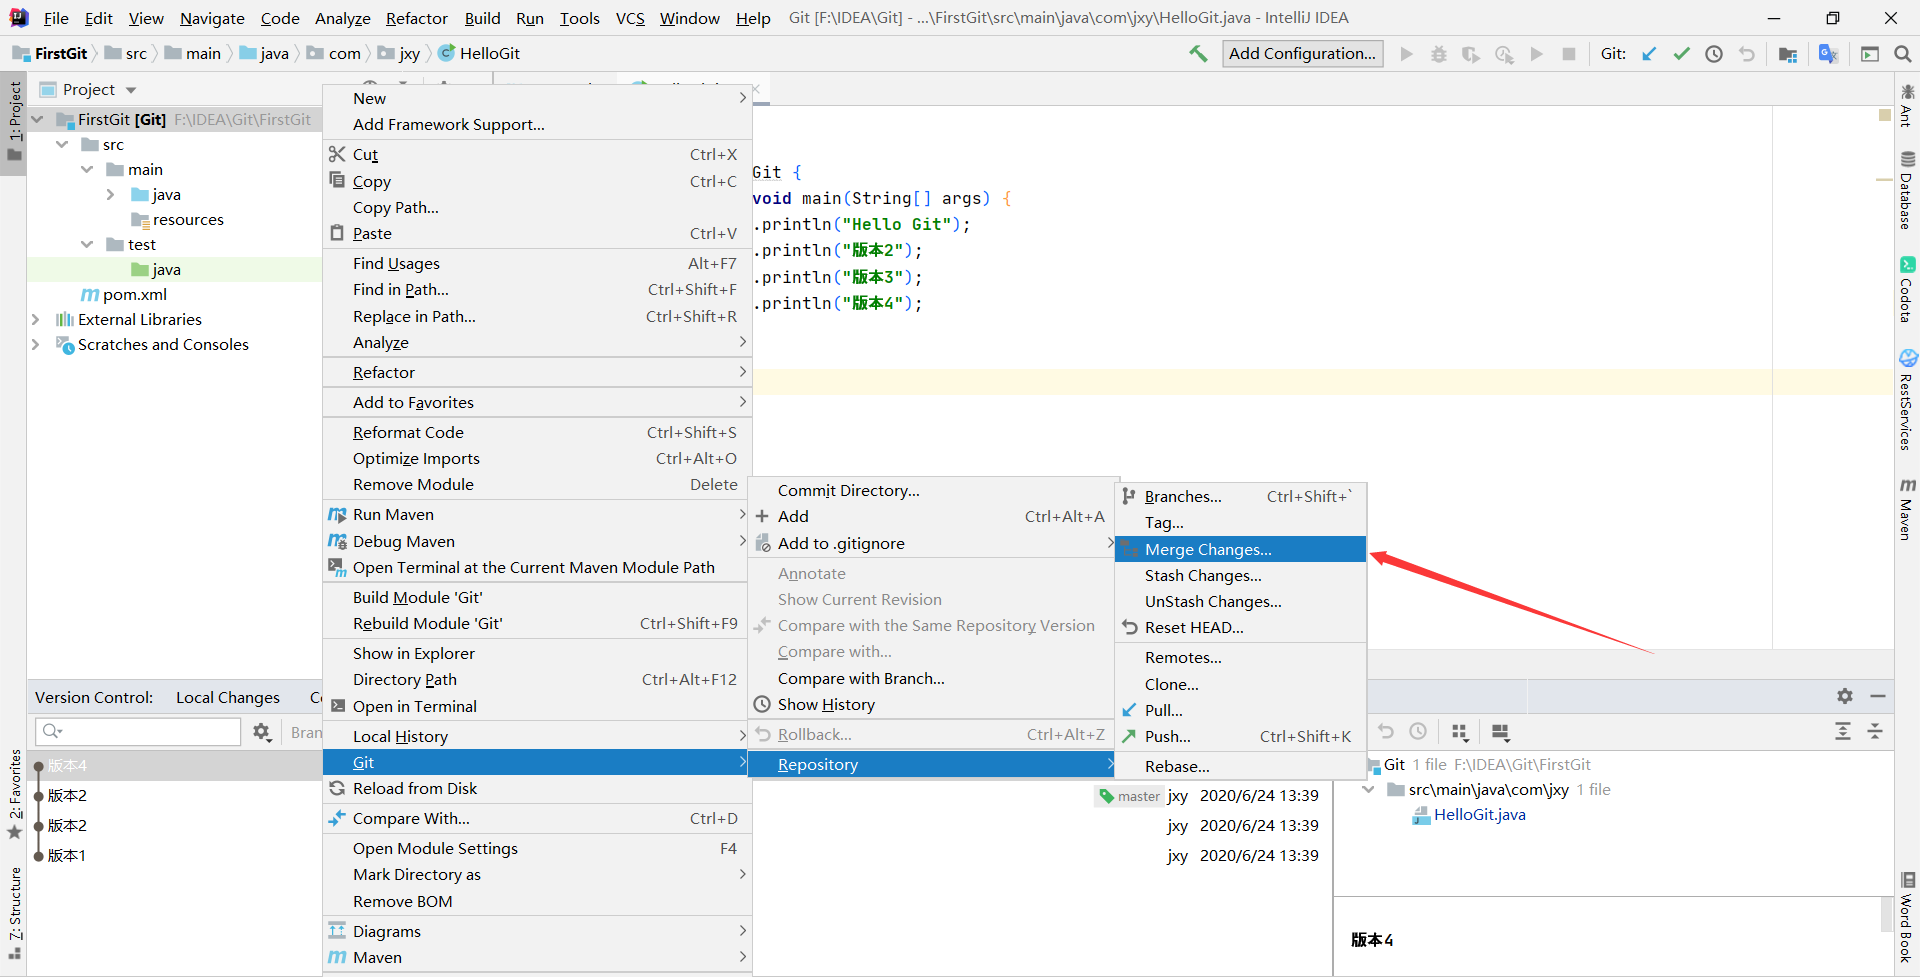 File Edit View Navigate Code Analyze Refactor Build Run Tools VCS Window Help Git [F:\IDEA\Git] - ...\FirstGit\src\main\java\com\jxy\HelloGit.java - IntelliJ IDEA
FirstGit src main java com jxy HelloGit
Add Configuration... Git:
1: Project
2: Favorites
7: Structure
Project
FirstGit [Git] F:\IDEA\Git\FirstGit
src
main
java
resources
test
java
pom.xml
External Libraries
Scratches and Consoles
New
Add Framework Support...
Cut Ctrl+X
Copy Ctrl+C
Copy Path...
Paste Ctrl+V
Find Usages Alt+F7
Find in Path... Ctrl+Shift+F
Replace in Path... Ctrl+Shift+R
Analyze
Refactor
Add to Favorites
Reformat Code Ctrl+Shift+S
Optimize Imports Ctrl+Alt+O
Remove Module Delete
Run Maven
Debug Maven
Open Terminal at the Current Maven Module Path
Build Module 'Git'
Rebuild Module 'Git' Ctrl+Shift+F9
Show in Explorer
Directory Path Ctrl+Alt+F12
Open in Terminal
Local History
Git
Reload from Disk
Compare With... Ctrl+D
Open Module Settings F4
Mark Directory as
Remove BOM
Diagrams
Maven
Git {
void main(String[] args) {
.println("Hello Git");
.println("版本2");
.println("版本3");
.println("版本4");
Commit Directory...
Add Ctrl+Alt+A
Add to .gitignore
Annotate
Show Current Revision
Compare with the Same Repository Version
Compare with...
Compare with Branch...
Show History
Rollback... Ctrl+Alt+Z
Repository
Branches... Ctrl+Shift+`
Tag...
Merge Changes...
Stash Changes...
UnStash Changes...
Reset HEAD...
Remotes...
Clone...
Pull...
Push... Ctrl+Shift+K
Rebase...
Version Control: Local Changes
Bran
版本4
版本2
版本2
版本1
master jxy 2020/6/24 13:39
jxy 2020/6/24 13:39
jxy 2020/6/24 13:39
Git 1 file F:\IDEA\Git\FirstGit
src\main\java\com\jxy 1 file
HelloGit.java
版本4
Ant
Database
Codota
RestServices
Maven
Word Book